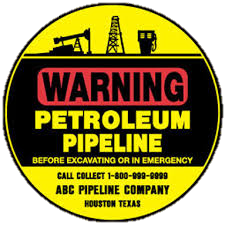 WARNING
PETROLEUM
PIPELINE
BEFORE EXCAVATING OR IN EMERGENCY
CALL COLLECT 1-800-999-9999
ABC PIPELINE COMPANY
HOUSTON TEXAS